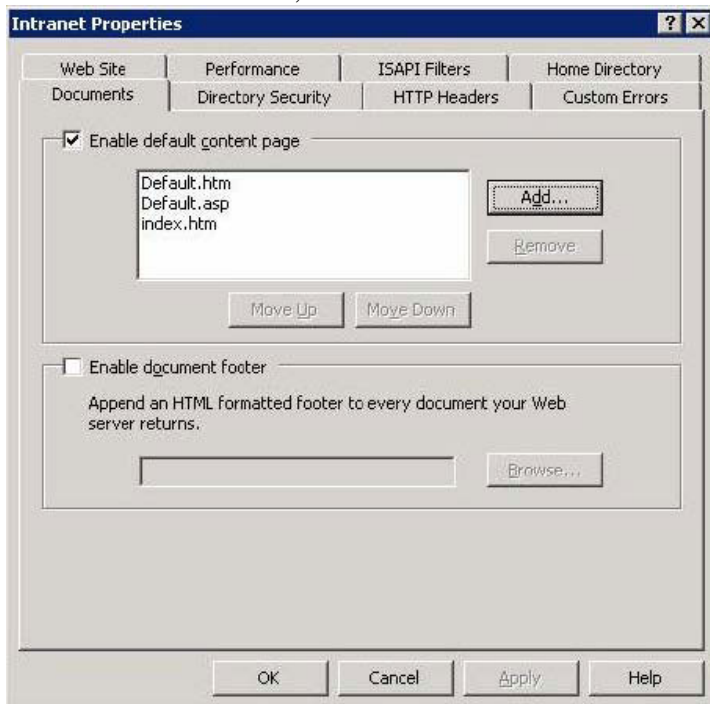 Intranet Properties
Web Site
Performance
ISAPI Filters
Home Directory
Documents
Directory Security
HTTP Headers
Custom Errors
Enable default content page
Default.htm
Default.asp
index.htm
Add...
Remove
Move Up
Move Down
Enable document footer
Append an HTML formatted footer to every document your Web
server returns.
Browse...
OK
Cancel
Apply
Help